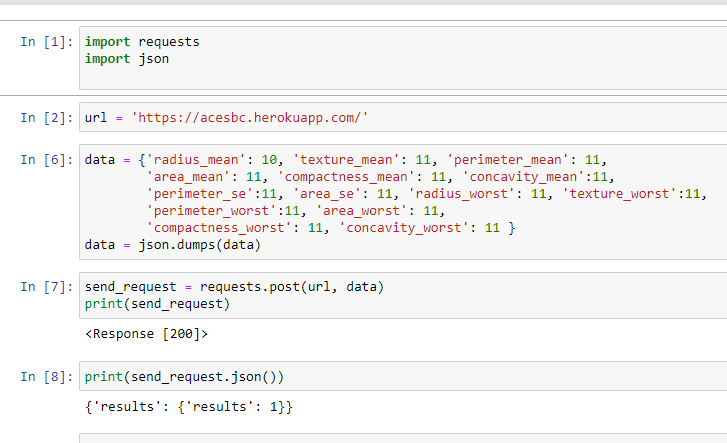 In [1]: import requests
import json
In [2]: url = 'https://acesbc.herokuapp.com/'
In [6]: data = {'radius_mean': 10, 'texture_mean': 11, 'perimeter_mean': 11,
'area_mean': 11, 'compactness_mean': 11, 'concavity_mean':11,
'perimeter_se':11, 'area_se': 11, 'radius_worst': 11, 'texture_worst':11,
'perimeter_worst':11, 'area_worst': 11,
'compactness_worst': 11, 'concavity_worst': 11 }
data = json.dumps(data)
In [7]: send_request = requests.post(url, data)
print(send_request)
<Response [200]>
In [8]: print(send_request.json())
{'results': {'results': 1}}